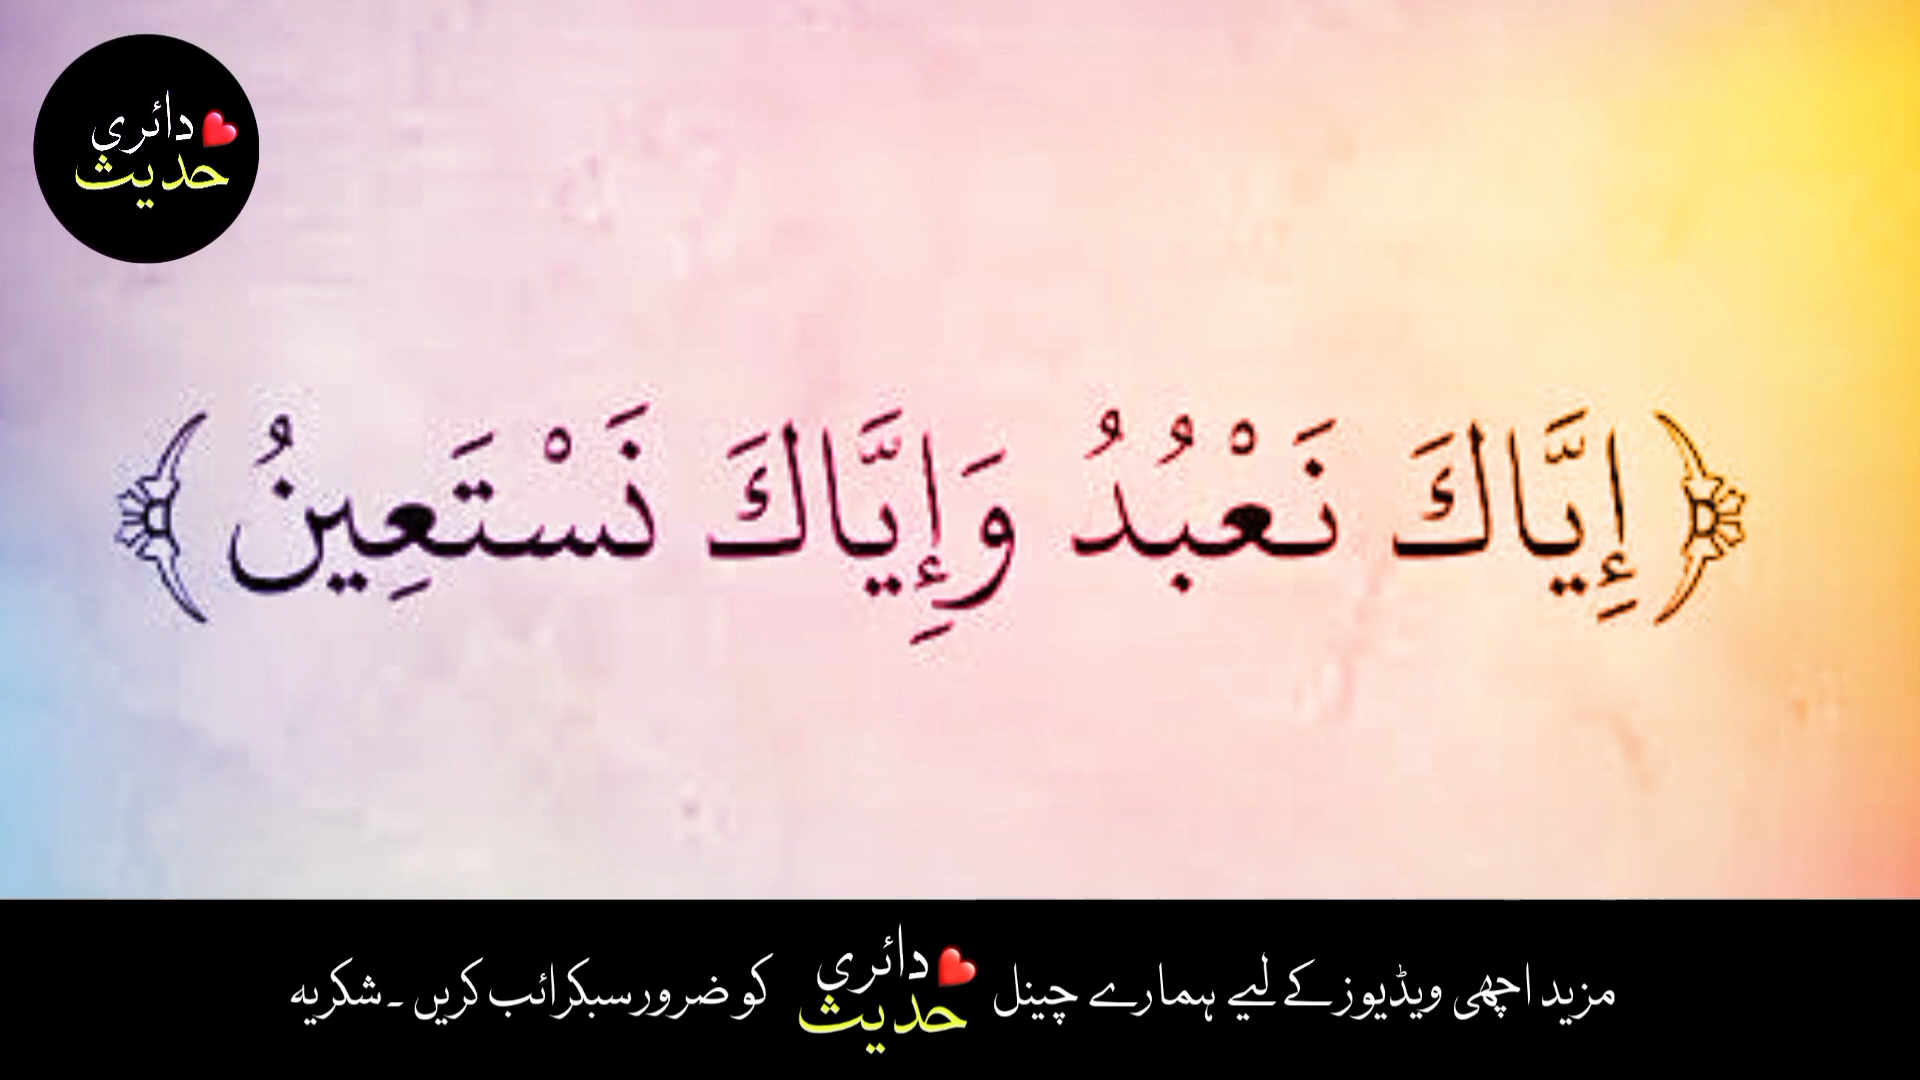 دائری
حدیث
﴿إِيَّاكَ نَعْبُدُ وَإِيَّاكَ نَسْتَعِينُ﴾
مزید اچھی ویڈیوز کے لیے ہمارے چینل دائری حدیث کو ضرور سبکرائب کریں ۔ شکریہ